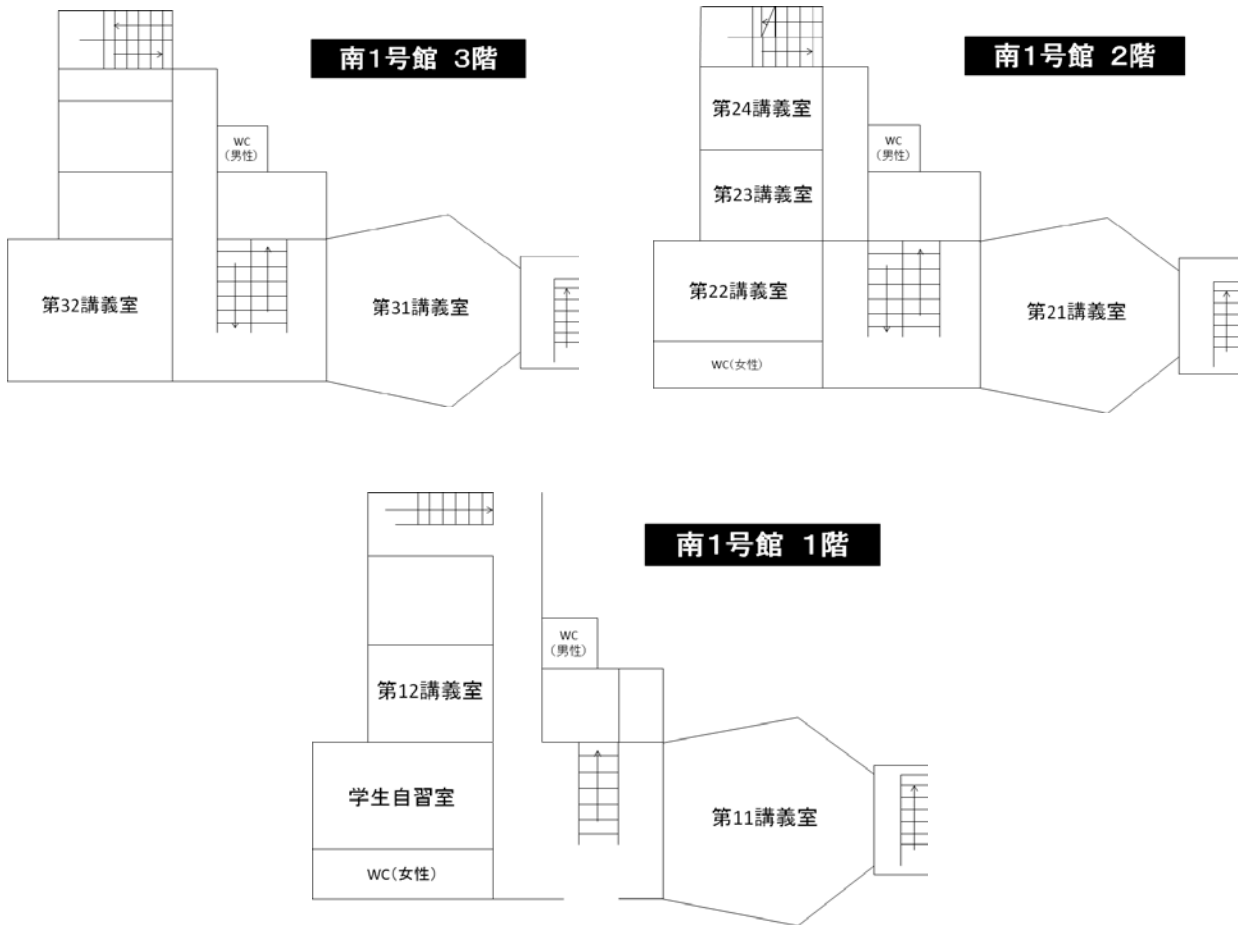 南1号館 3階
WC
(男性)
第32講義室
第31講義室
南1号館 2階
第24講義室
WC
(男性)
第23講義室
第22講義室
第21講義室
WC(女性)
南1号館 1階
WC
(男性)
第12講義室
学生自習室
第11講義室
WC(女性)